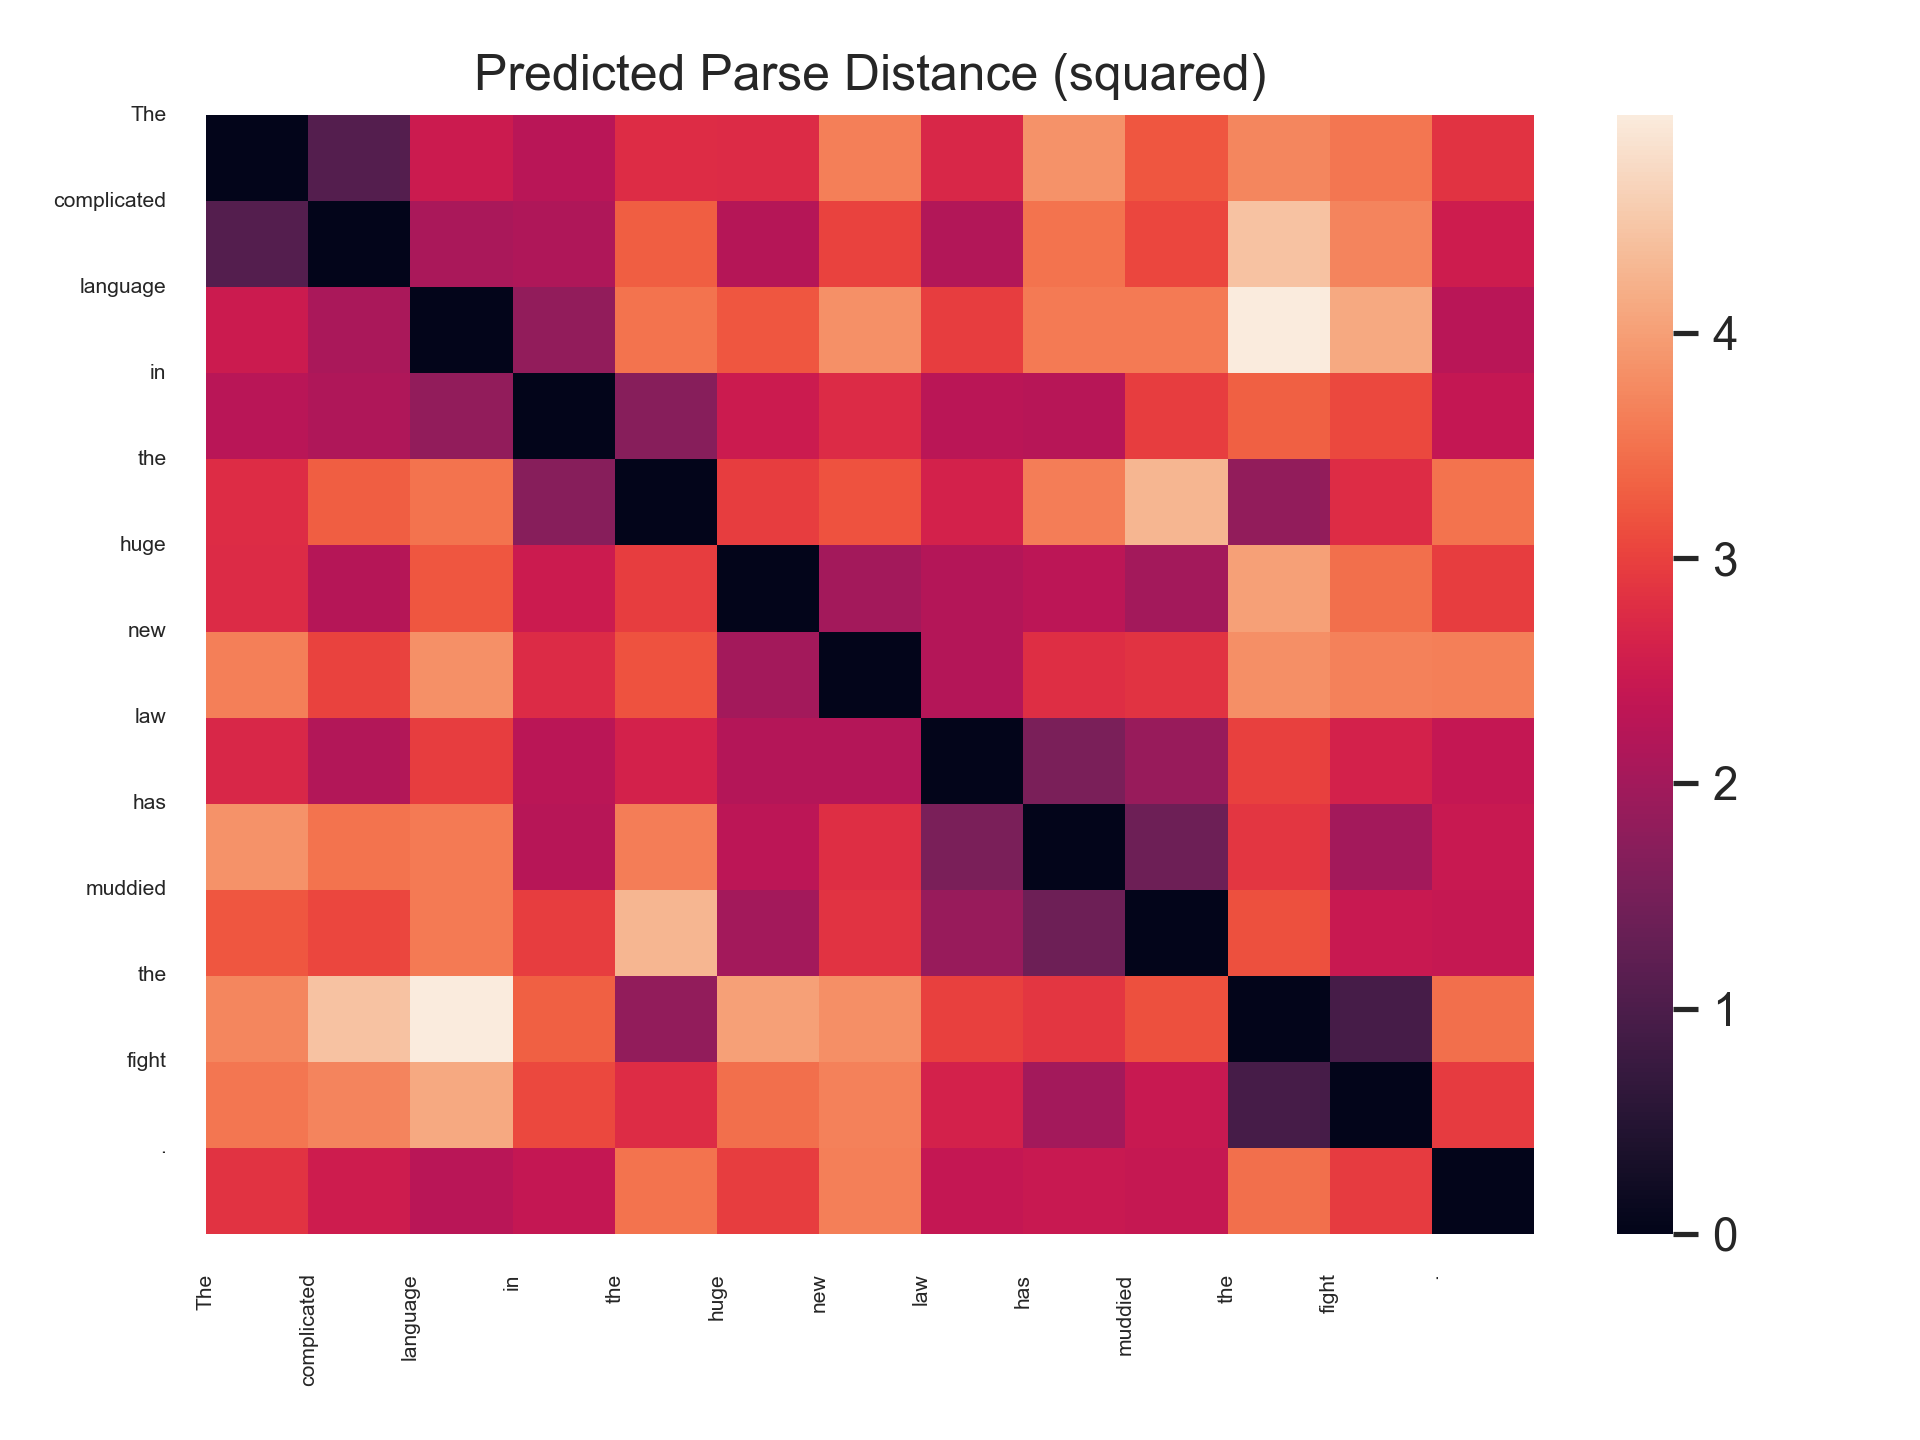 Predicted Parse Distance (squared)
The
complicated
language
in
the
huge
new
law
has
muddied
the
fight
.
4
3
2
1
0
The
complicated
language
in
the
huge
new
law
has
muddied
the
fight
.